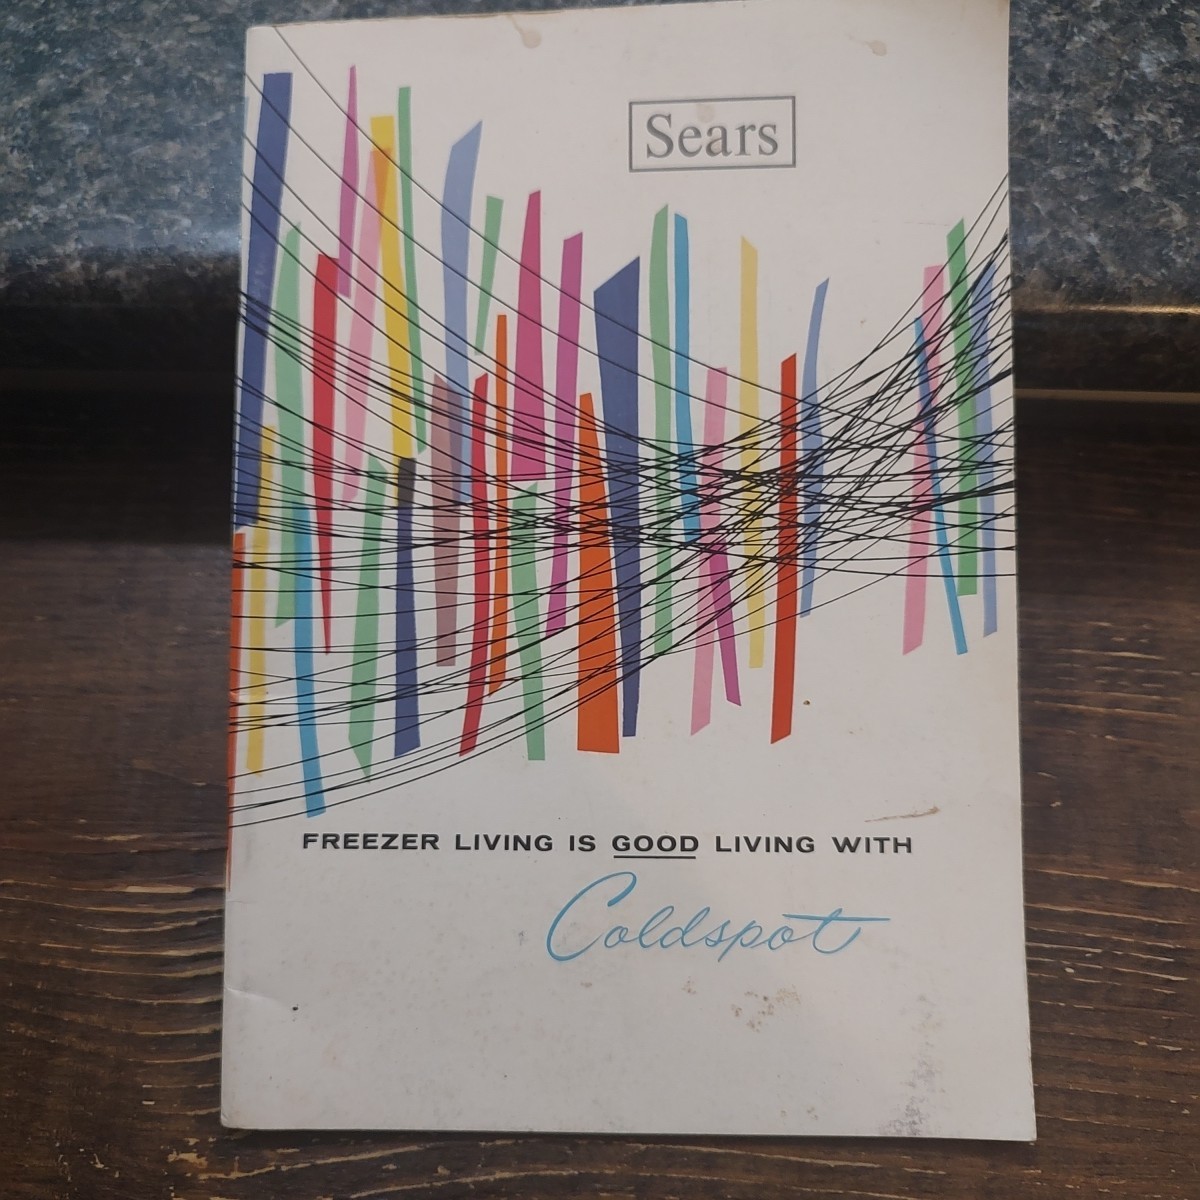 Sears
FREEZER LIVING IS GOOD LIVING WITH
Coldspot